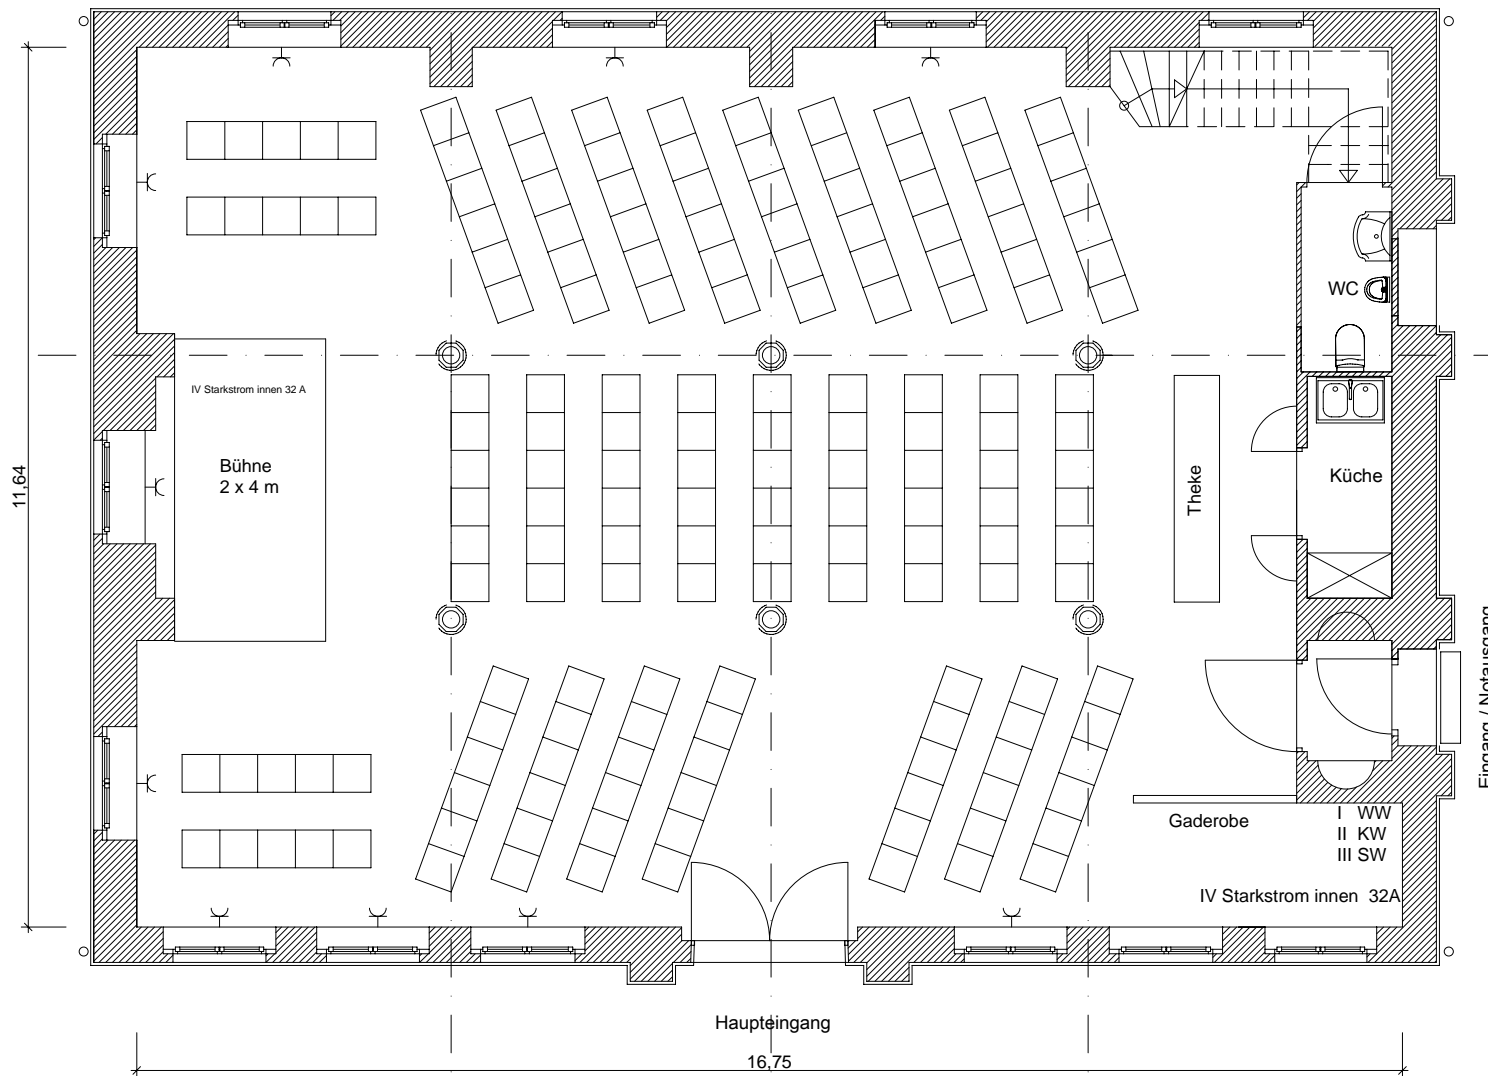 WC
IV Starkstrom innen 32 A
11,64
Bühne
2 x 4 m
Theke
Küche
Eingang / Notausgang
Gaderobe
I WW
II KW
III SW
IV Starkstrom innen 32A
Haupteingang
16,75